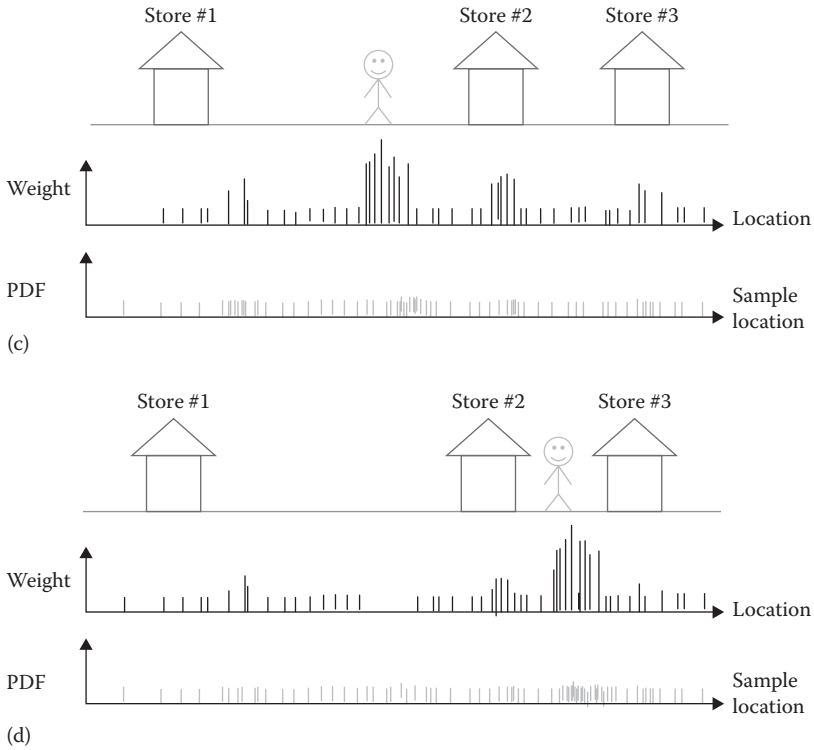 Store #1 Store #2 Store #3
Weight
Location
PDF
Sample
location
(c)
Store #1 Store #2 Store #3
Weight
Location
PDF
Sample
location
(d)